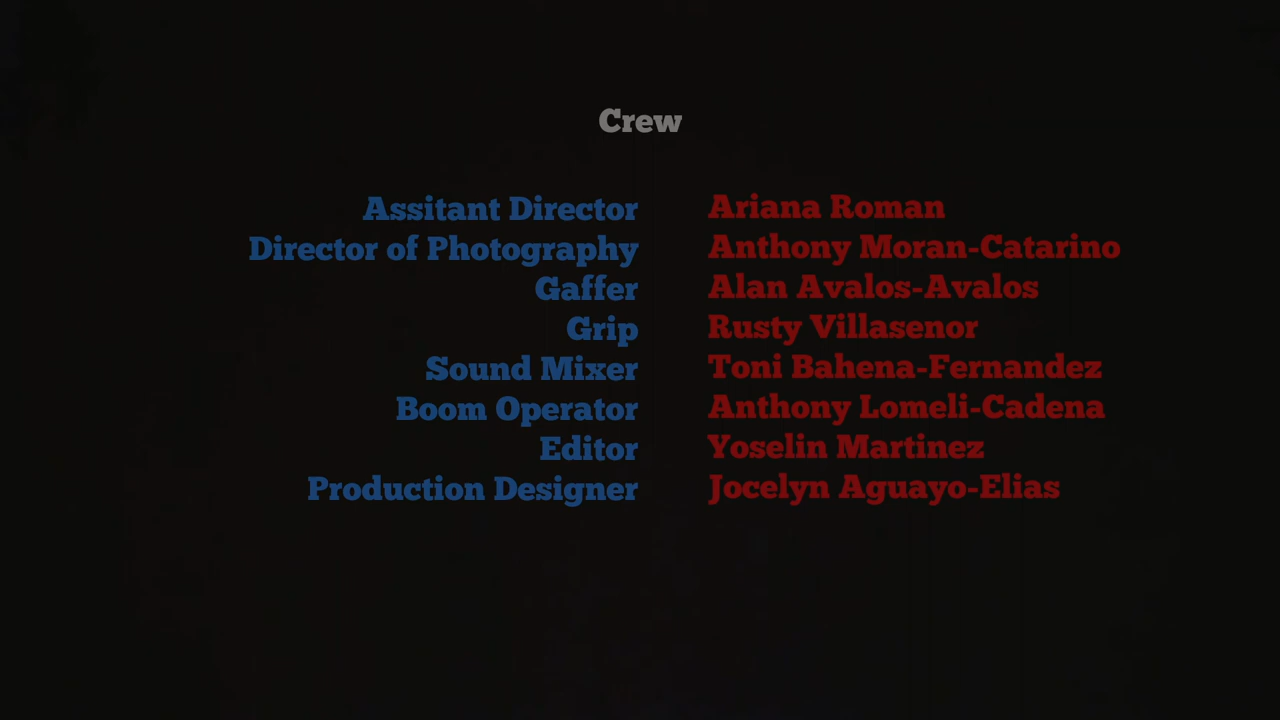 Crew
Assitant Director Ariana Roman
Director of Photography Anthony Moran-Catarino
Gaffer Alan Avalos-Avalos
Grip Rusty Villasenor
Sound Mixer Toni Bahena-Fernandez
Boom Operator Anthony Lomeli-Cadena
Editor Yoselin Martinez
Production Designer Jocelyn Aguayo-Elias